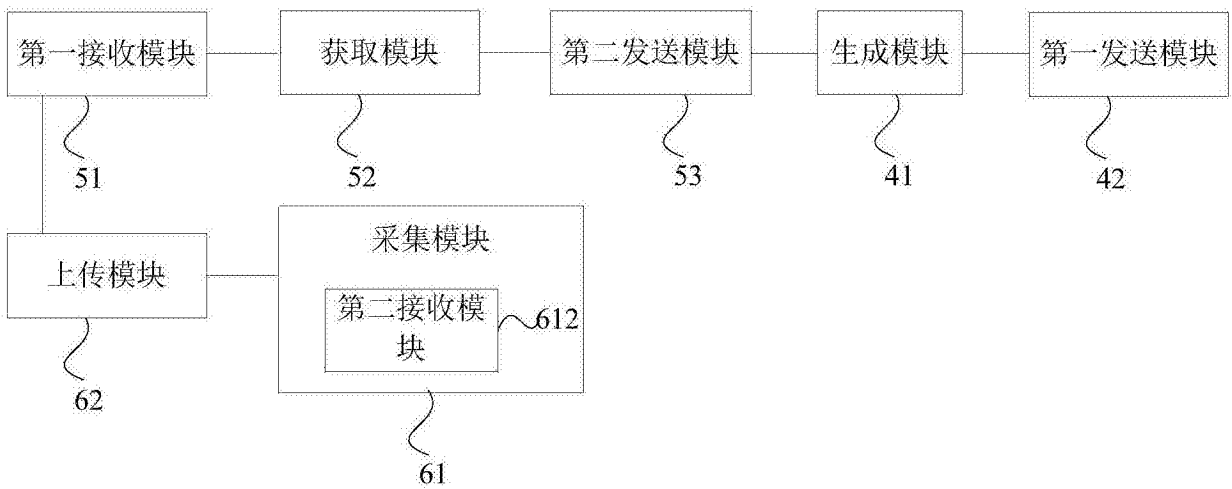 第一接收模块
获取模块
第二发送模块
生成模块
第一发送模块
51
52
53
41
42
上传模块
采集模块
第二接收模
块
612
62
61